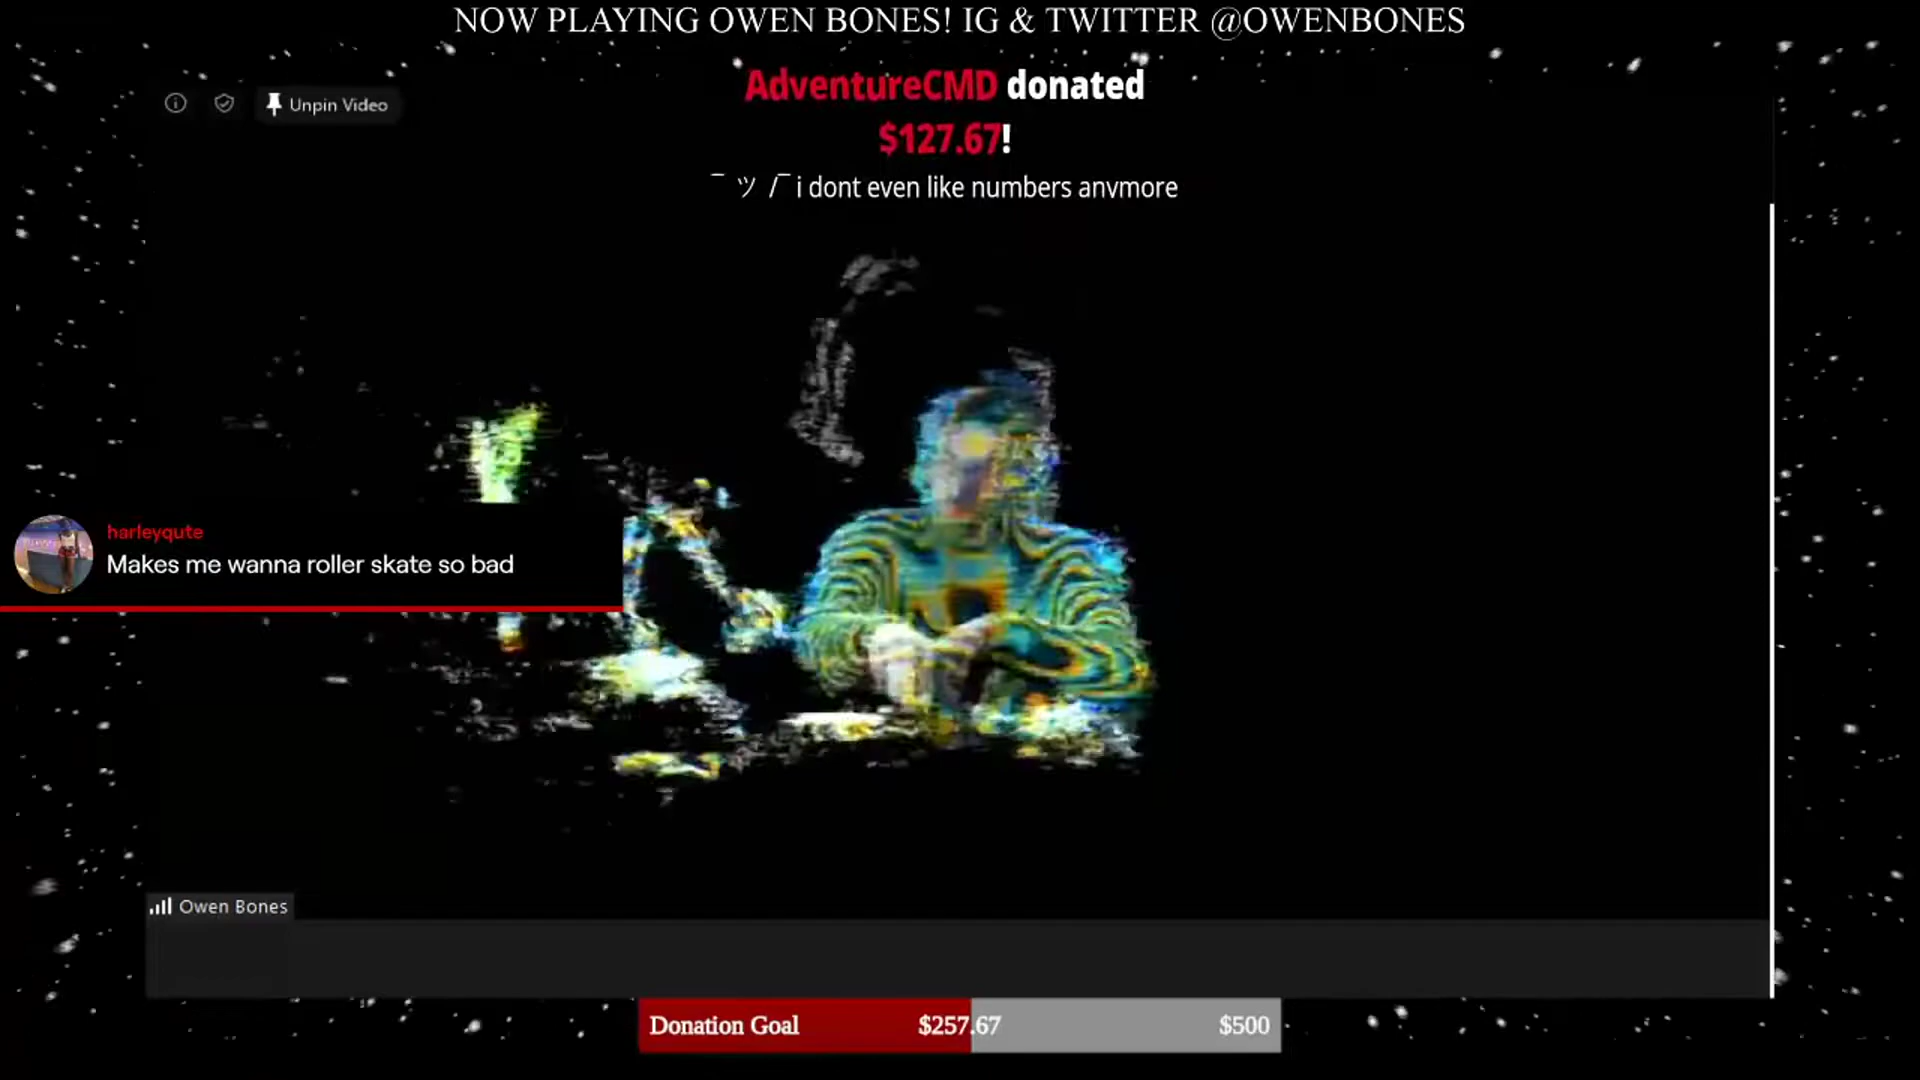 NOW PLAYING OWEN BONES! IG & TWITTER @OWENBONES
AdventureCMD donated
$127.67!
¯ ツ /¯ i dont even like numbers anymore
Unpin Video
harleyqute
Makes me wanna roller skate so bad
Owen Bones
Donation Goal $257.67 $500